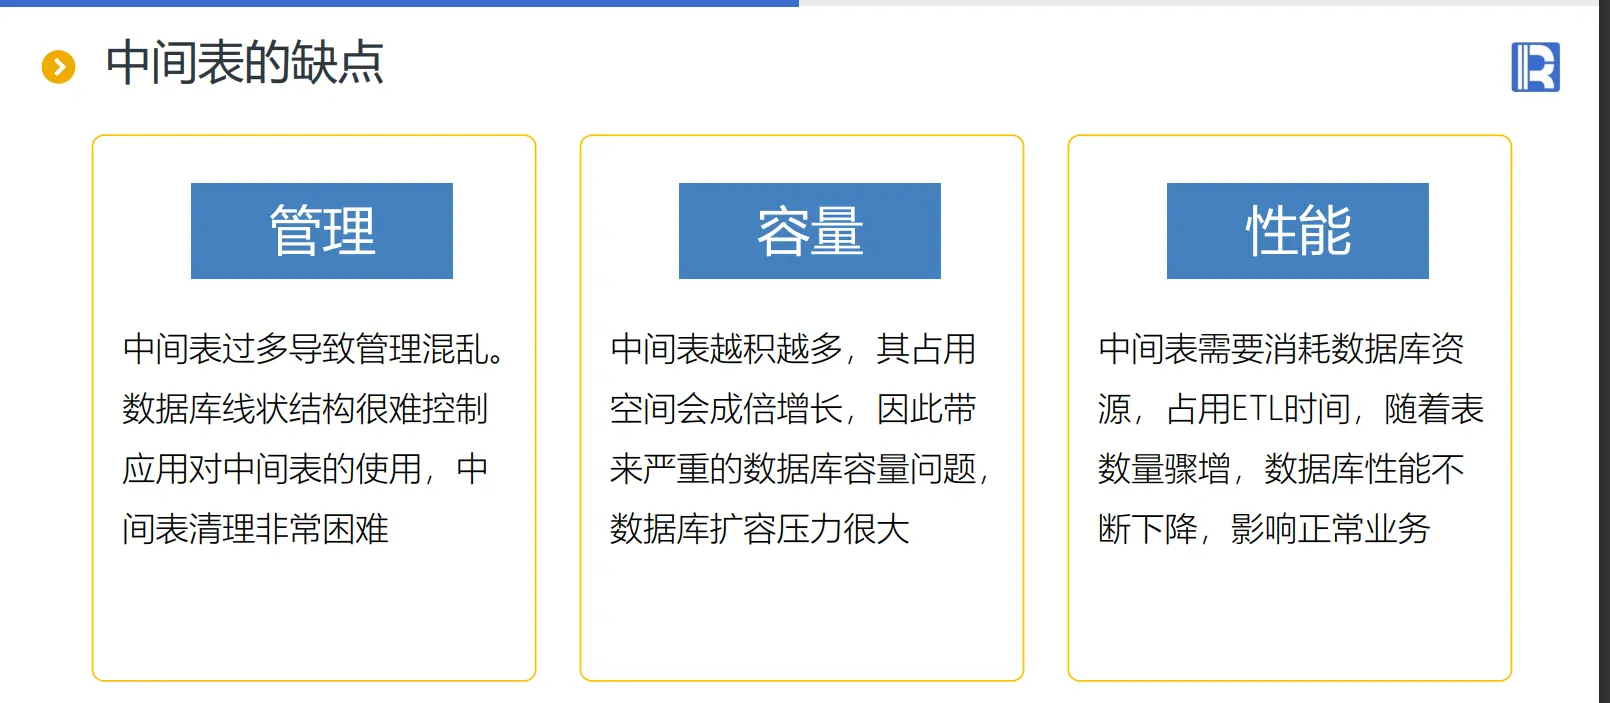 中间表的缺点
管理
中间表过多导致管理混乱。
数据库线状结构很难控制
应用对中间表的使用，中
间表清理非常困难
容量
中间表越积越多，其占用
空间会成倍增长，因此带
来严重的数据库容量问题，
数据库扩容压力很大
性能
中间表需要消耗数据库资
源，占用ETL时间，随着表
数量骤增，数据库性能不
断下降，影响正常业务